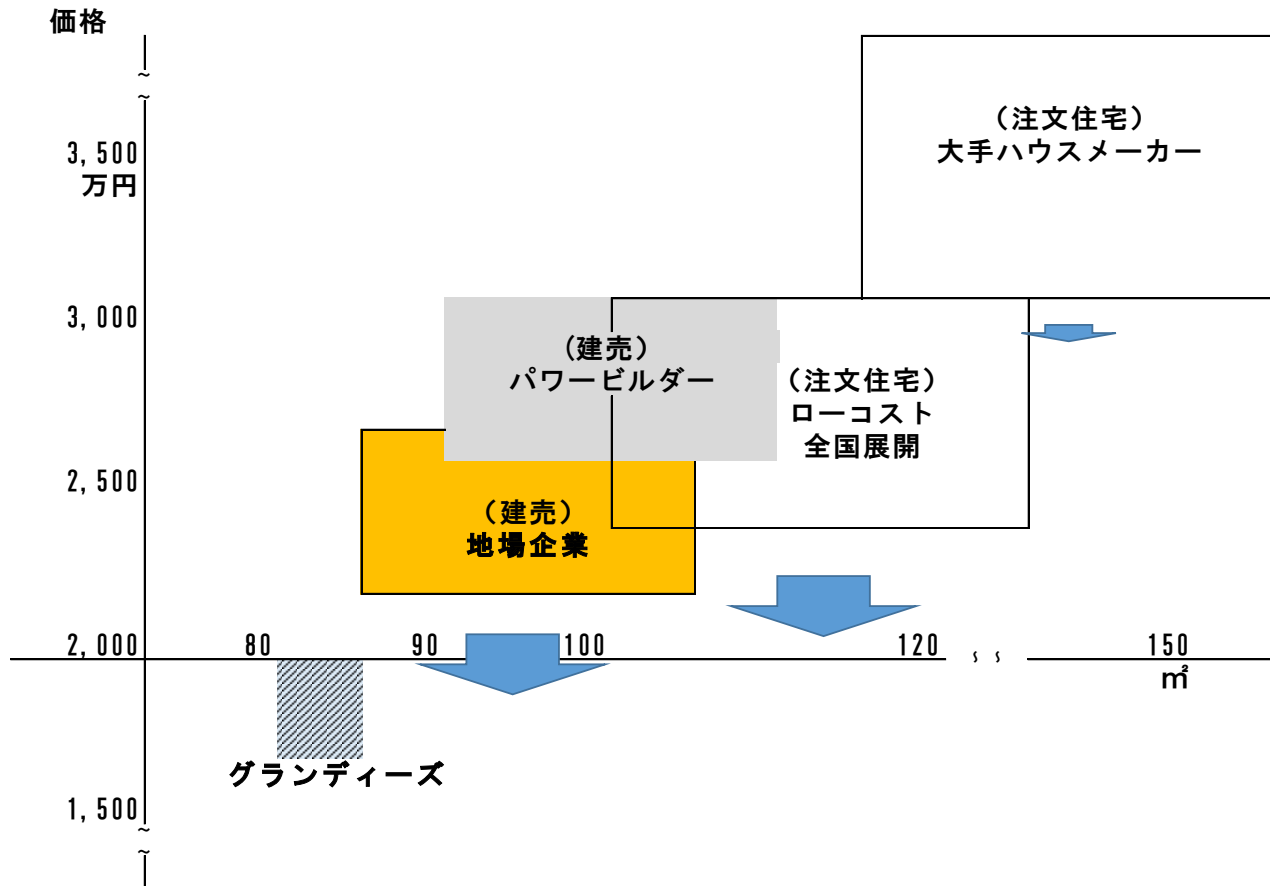 価格
（注文住宅）
大手ハウスメーカー
3,500
万円
3,000
（建売）
パワービルダー
（注文住宅）
ローコスト
全国展開
2,500
（建売）
地場企業
2,000
80
90
100
120
150
㎡
グランディーズ
1,500